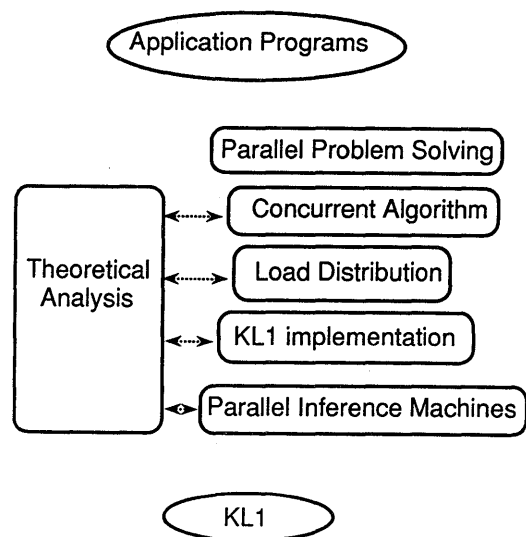 Application Programs
Parallel Problem Solving
Concurrent Algorithm
Theoretical
Analysis
Load Distribution
KL1 implementation
Parallel Inference Machines
KL1